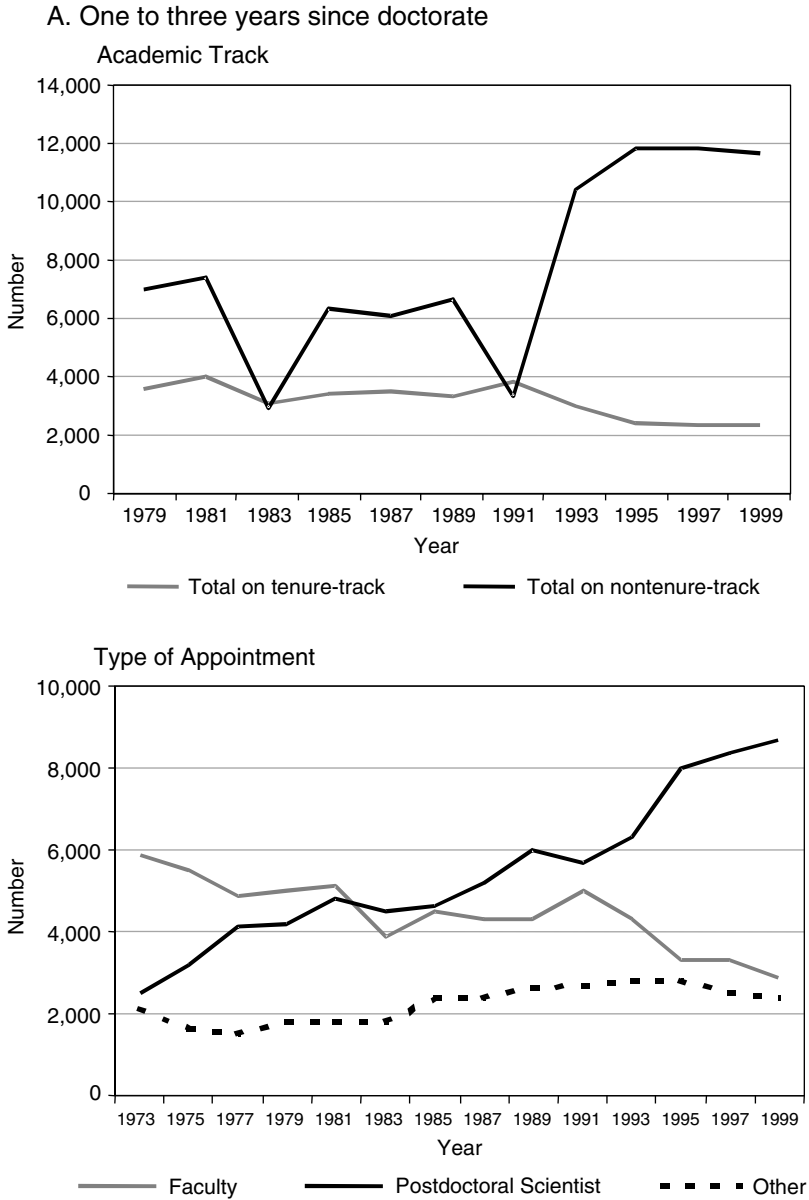 A. One to three years since doctorate
Academic Track
14,000
12,000
10,000
8,000
6,000
4,000
2,000
0
Number
1979 1981 1983 1985 1987 1989 1991 1993 1995 1997 1999
Year
Total on tenure-track Total on nontenure-track
Type of Appointment
10,000
8,000
6,000
4,000
2,000
0
Number
1973 1975 1977 1979 1981 1983 1985 1987 1989 1991 1993 1995 1997 1999
Year
Faculty Postdoctoral Scientist Other